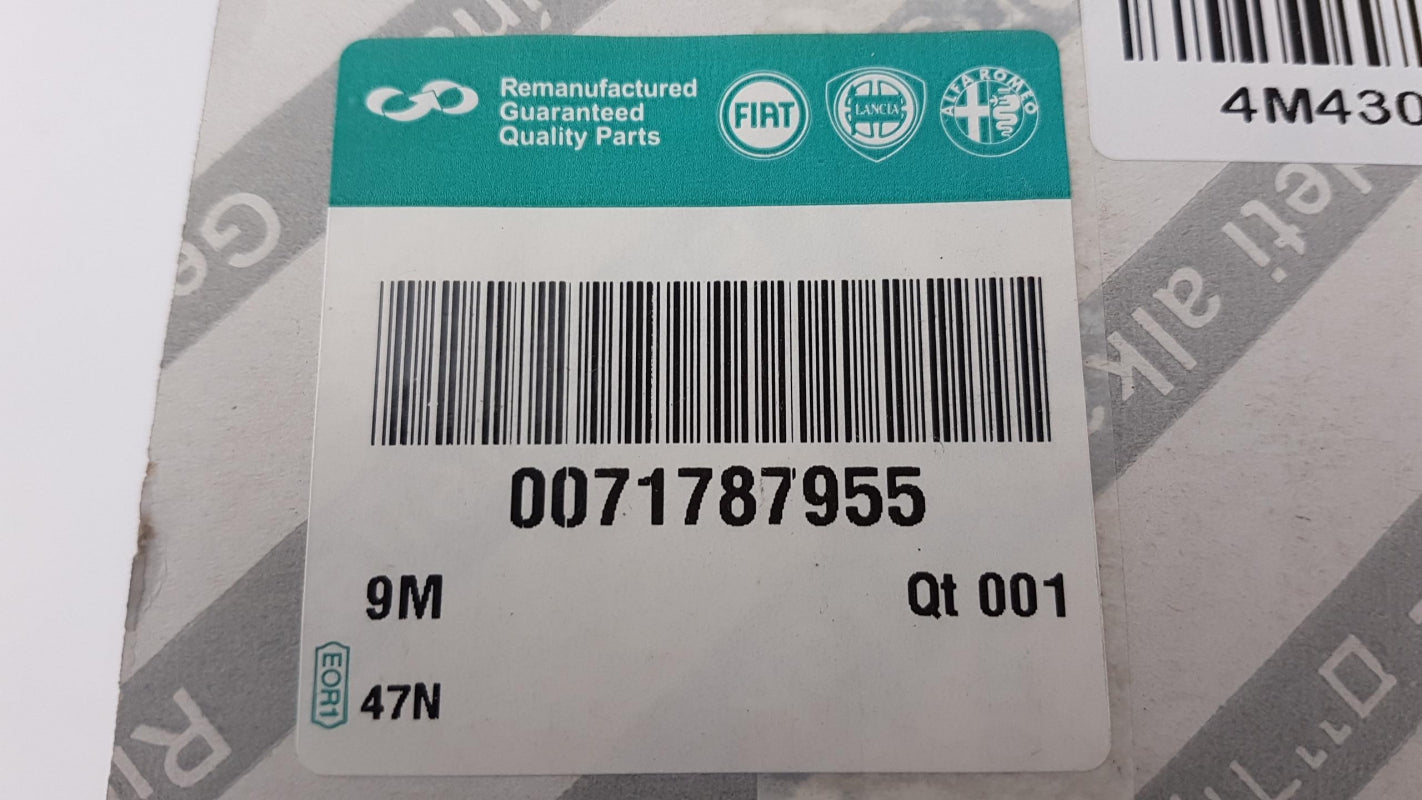 Remanufactured
Guaranteed
Quality Parts
FIAT
LANCIA
ALFA ROMEO
4M430
0071787955
9M
Qt 001
EOR1
47N